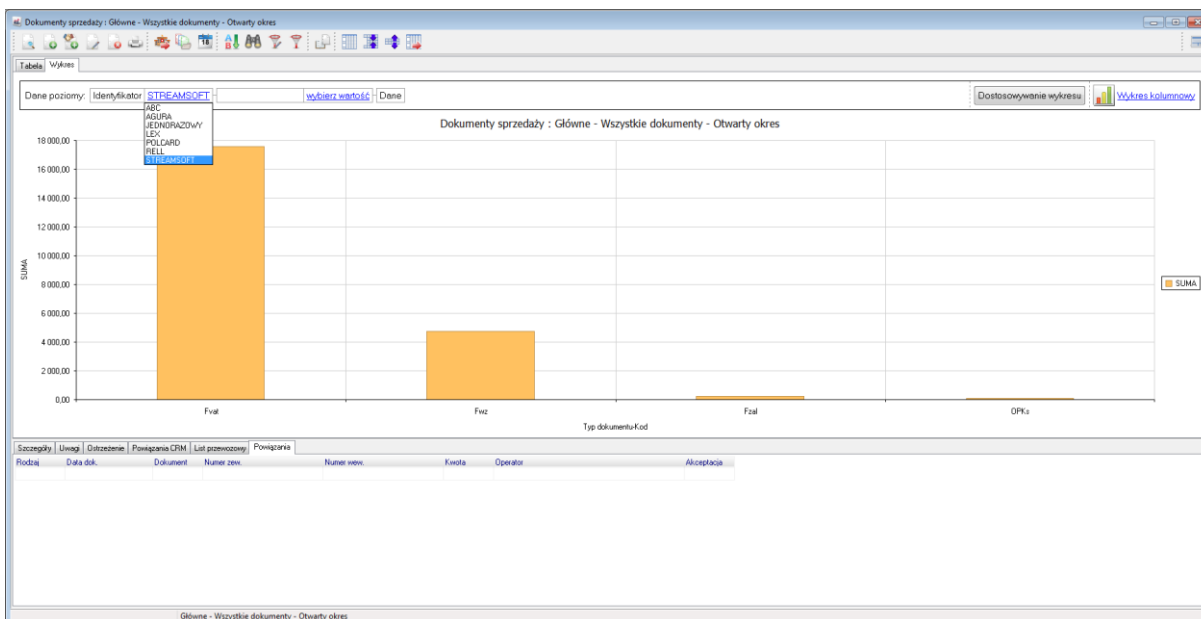 Dokumenty sprzedaży : Główne - Wszystkie dokumenty - Otwarty okres
18
Tabela Wykres
Dane poziomy: Identyfikator STREAMSOFT wybierz wartość Dane Dostosowywanie wykresu Wykres kolumnowy
ABC
AGURA
JEDNORAZOWY
LEX
POLCARD
RELL
STREAMSOFT
Dokumenty sprzedaży : Główne - Wszystkie dokumenty - Otwarty okres
18 000,00
16 000,00
14 000,00
12 000,00
10 000,00
8 000,00
6 000,00
4 000,00
2 000,00
0,00
SUMA
SUMA
Fvat Fwz Fzal OPKs
Typ dokumentu-Kod
Szczegóły Uwagi Ostrzeżenie Powiązania CRM List przewozowy Powiązania
Rodzaj Data dok. Dokument Numer zew. Numer wew. Kwota Operator Akceptacja
Główne - Wszystkie dokumenty - Otwarty okres